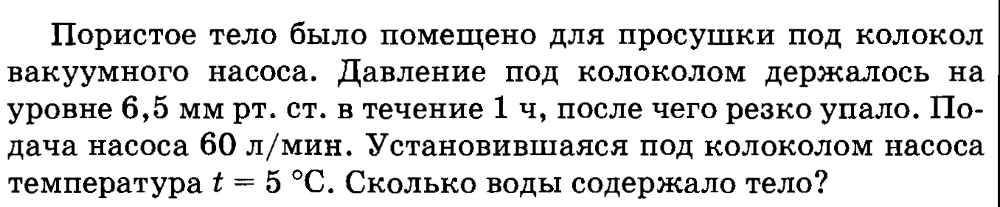 Пористое тело было помещено для просушки под колокол
вакуумного насоса. Давление под колоколом держалось на
уровне 6,5 мм рт. ст. в течение 1 ч, после чего резко упало. По-
дача насоса 60 л/мин. Установившаяся под колоколом насоса
температура t = 5 °C. Сколько воды содержало тело?